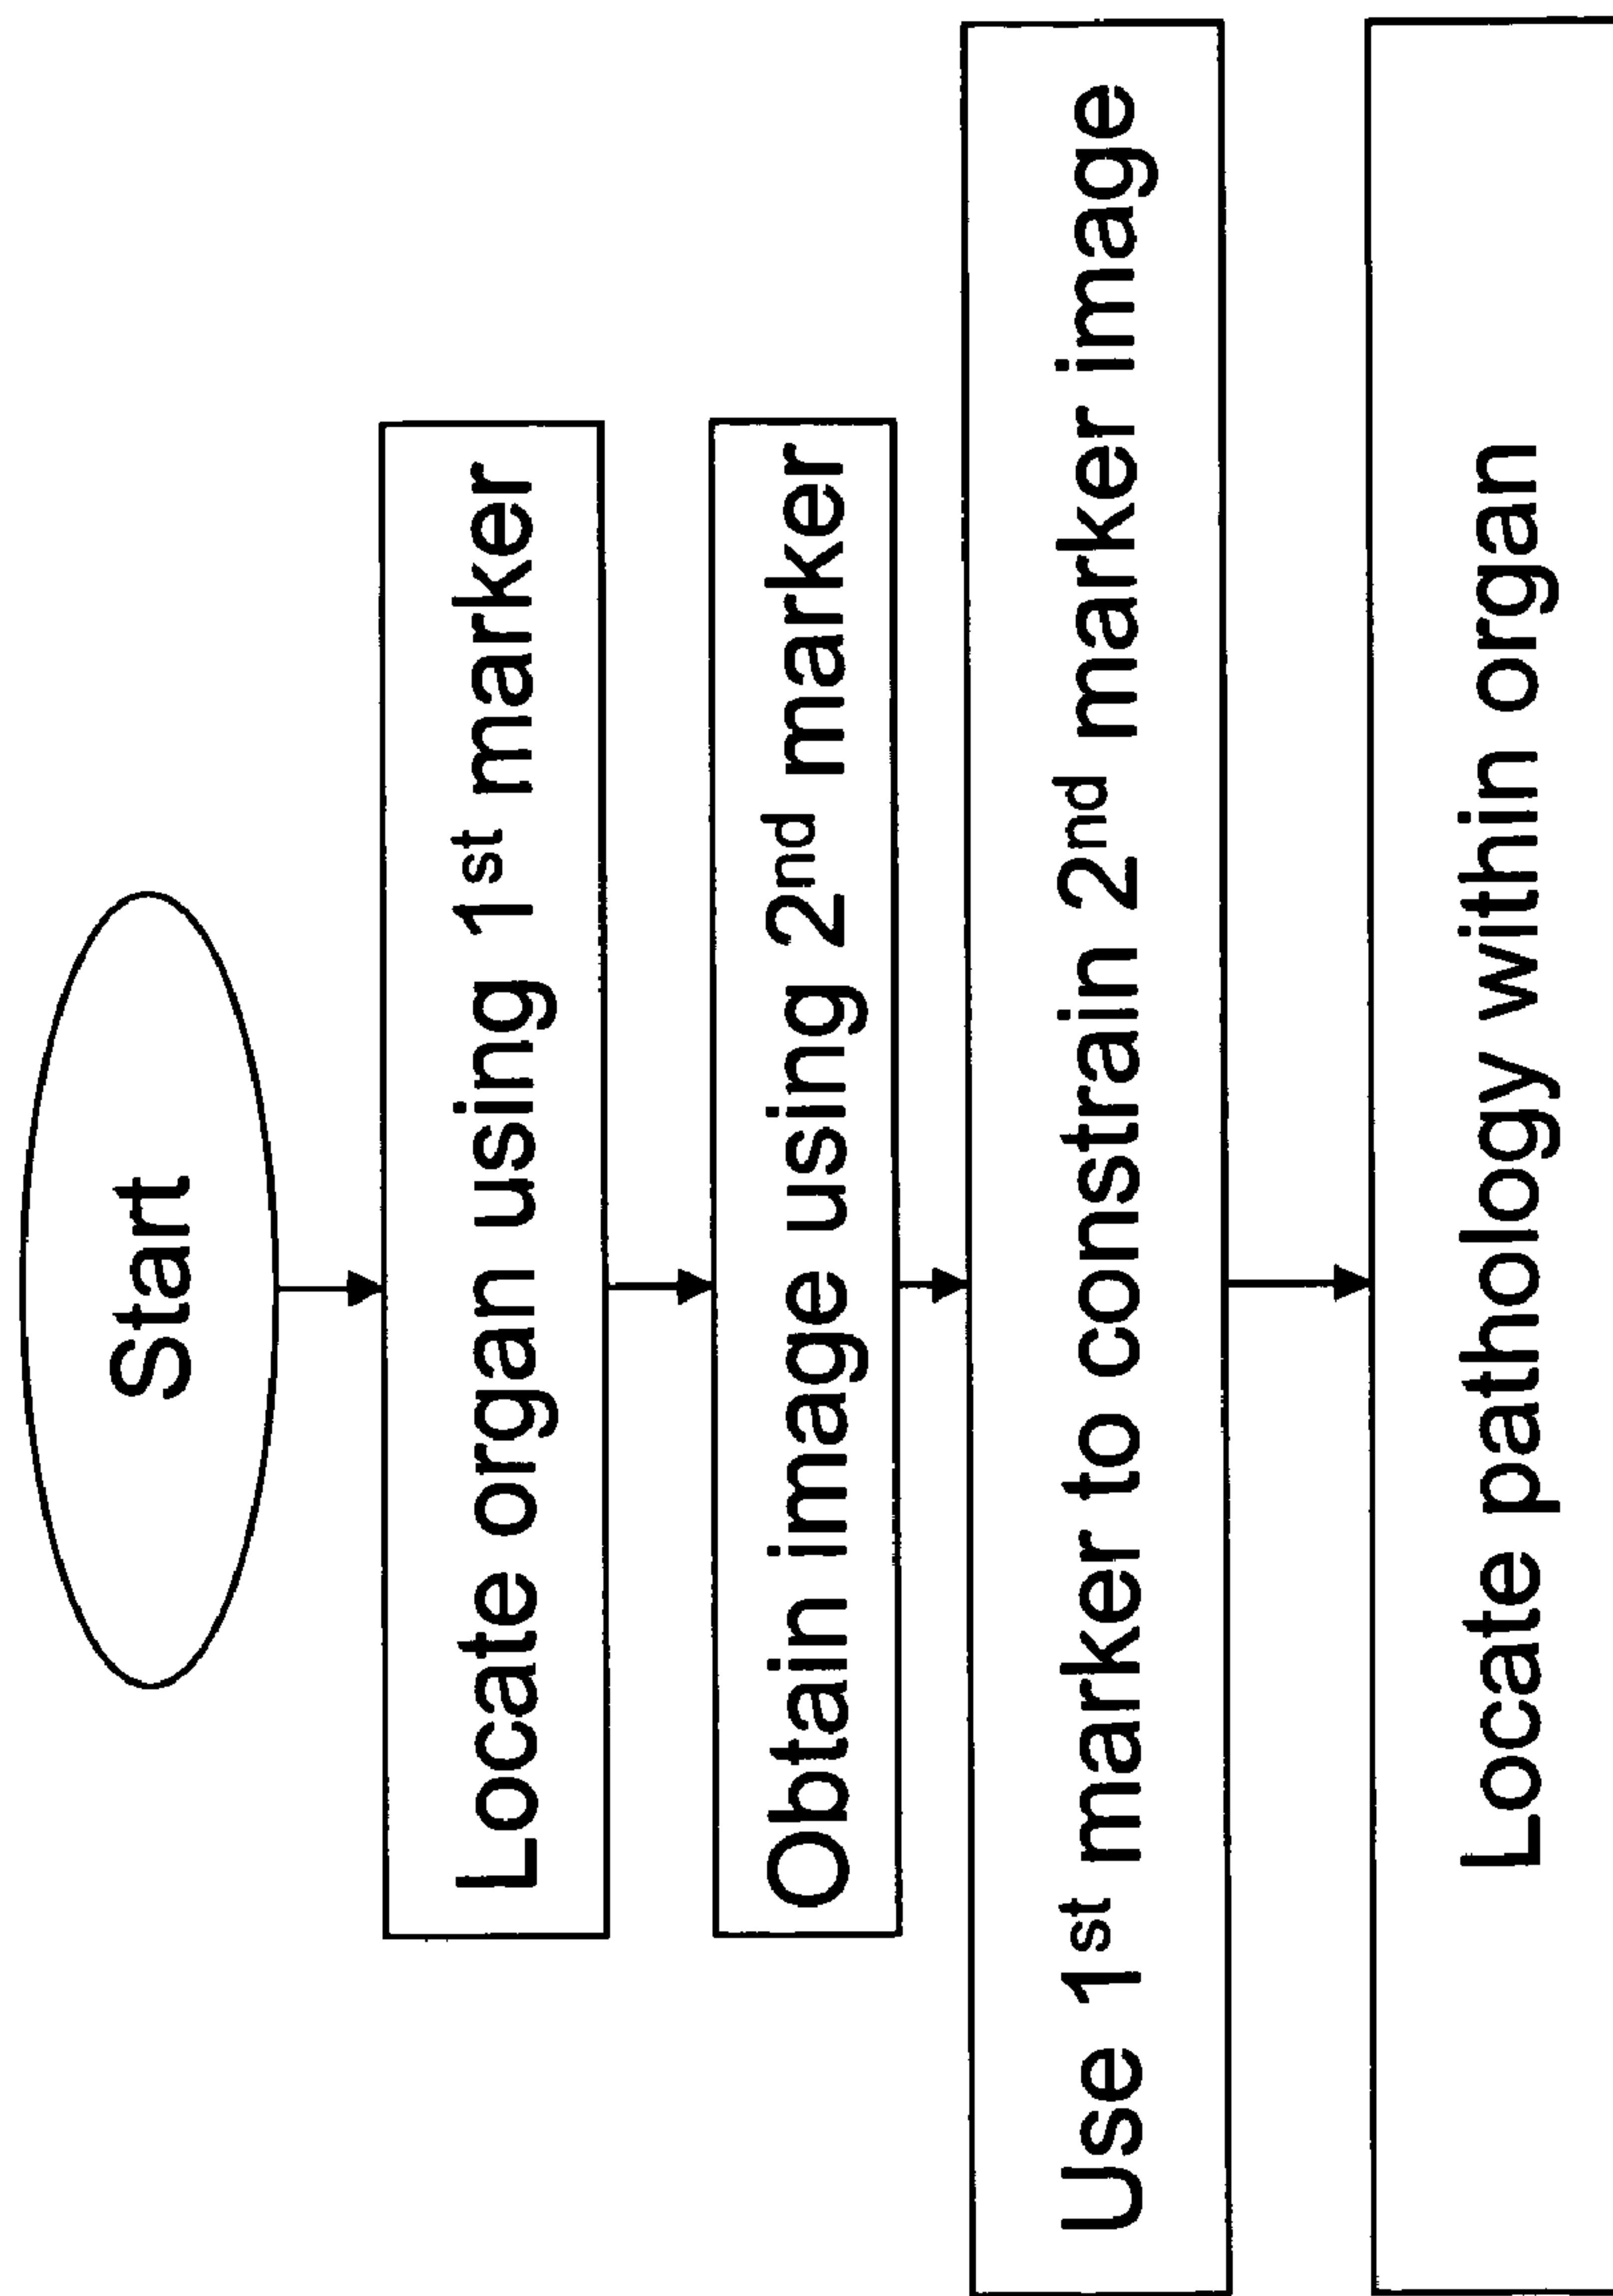 Start
Locate organ using 1st marker
Obtain image using 2nd marker
Use 1st marker to constrain 2nd marker image
Locate pathology within organ